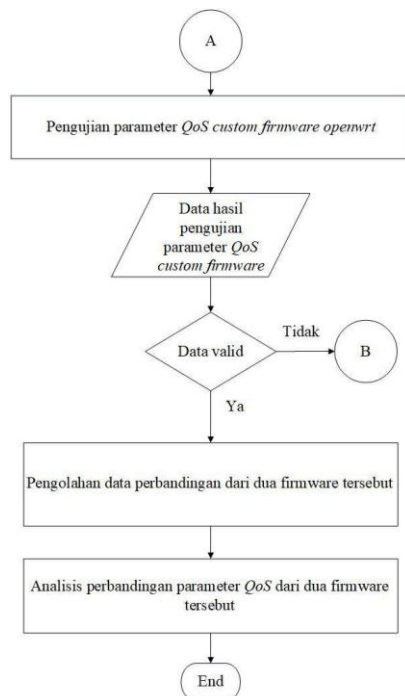 A
Pengujian parameter QoS custom firmware openwrt
Data hasil
pengujian
parameter QoS
custom firmware
Data valid
Tidak
B
Ya
Pengolahan data perbandingan dari dua firmware tersebut
Analisis perbandingan parameter QoS dari dua firmware
tersebut
End